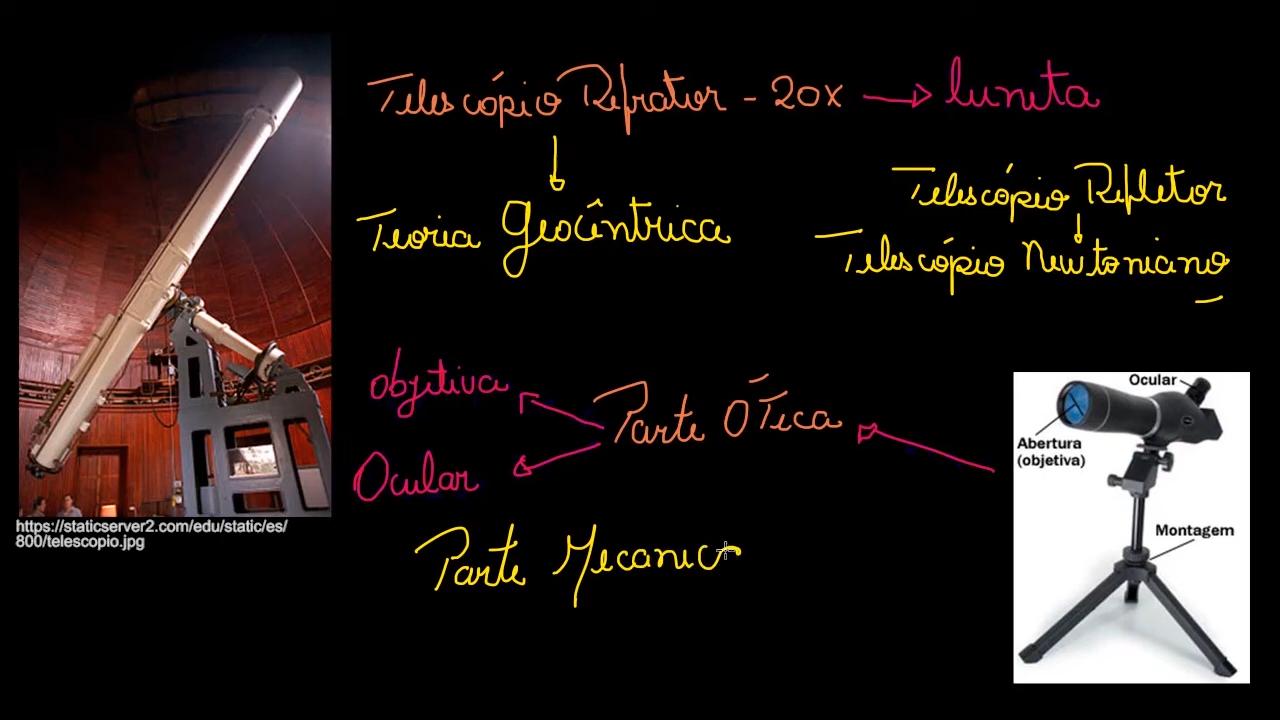 Telescópio Refrator - 20x → luneta
Teoria Geocêntrica
Telescópio Refletor
Telescópio Newtoniano
objetiva
Parte Ótica
Ocular
Parte Mecanica
https://staticserver2.com/edu/static/es/
800/telescopio.jpg
Ocular
Abertura
(objetiva)
Montagem